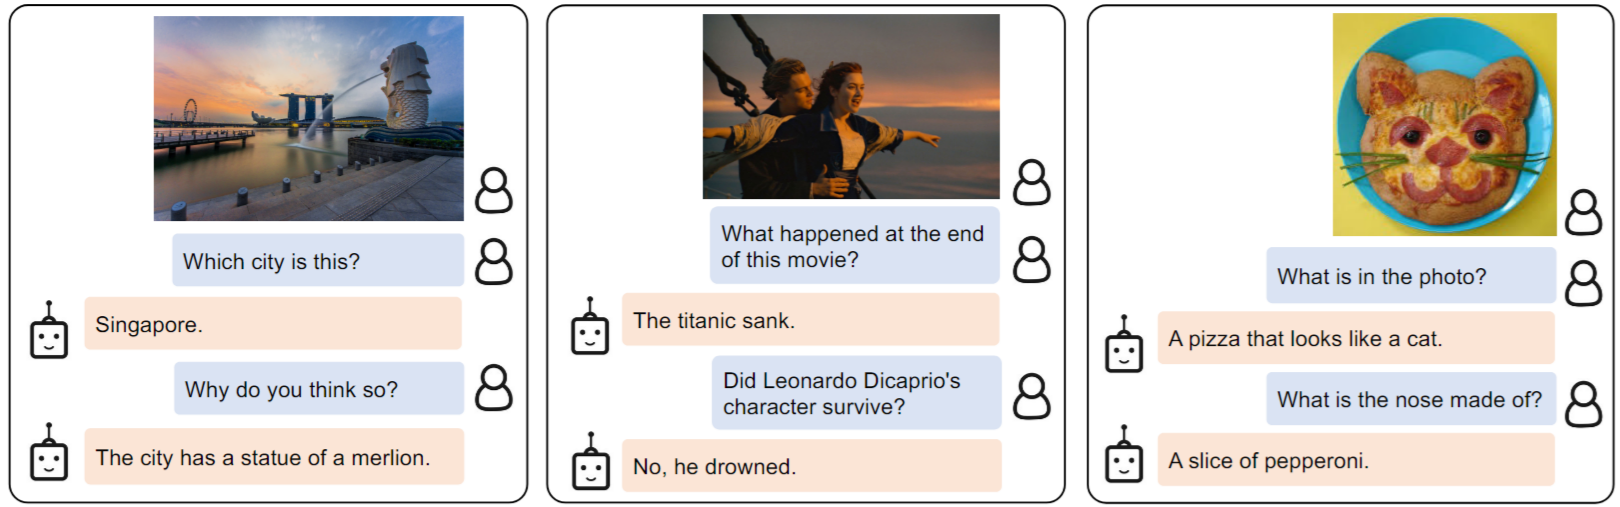 Which city is this?
Singapore.
Why do you think so?
The city has a statue of a merlion.
What happened at the end
of this movie?
The titanic sank.
Did Leonardo Dicaprio's
character survive?
No, he drowned.
What is in the photo?
A pizza that looks like a cat.
What is the nose made of?
A slice of pepperoni.